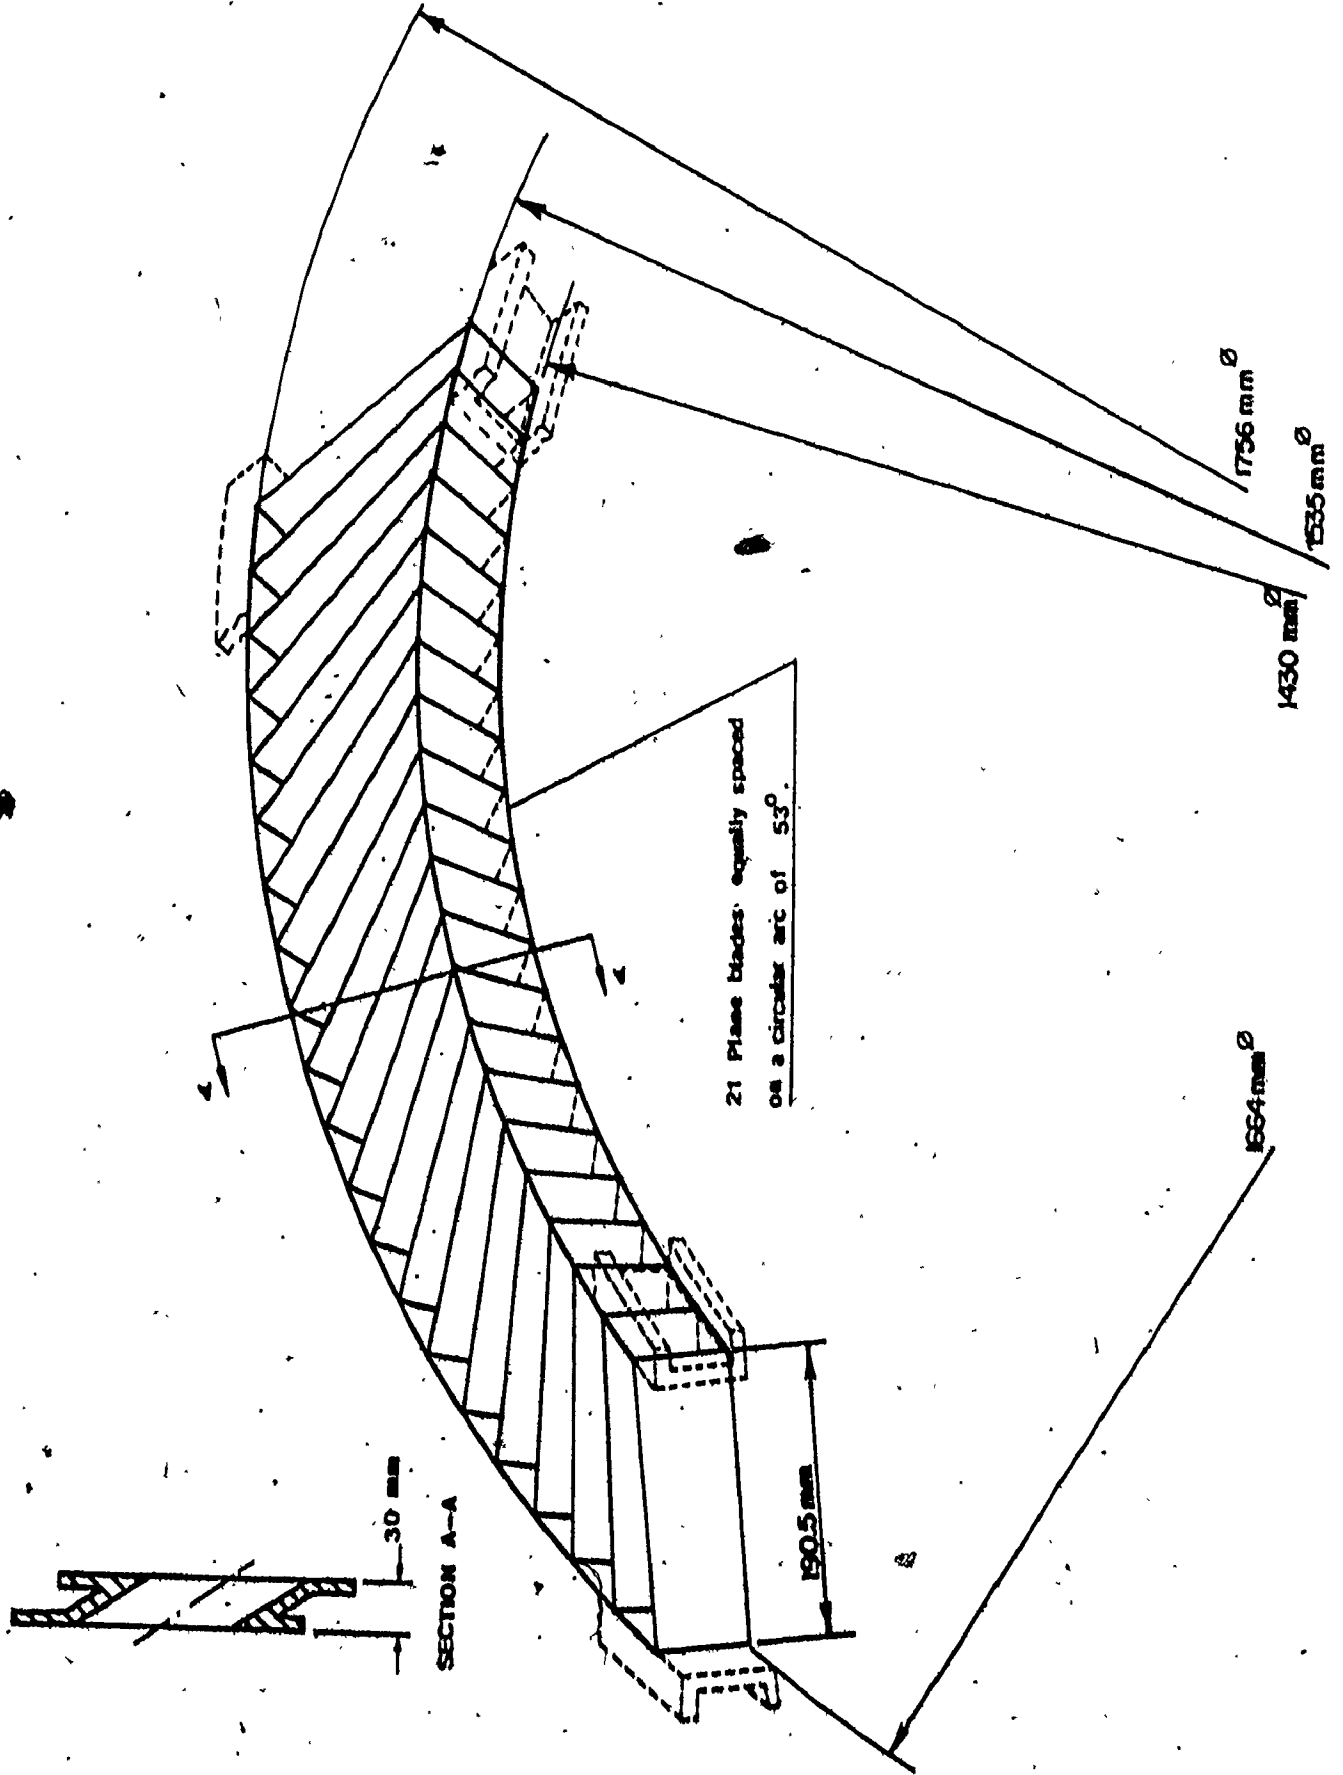 30 mm
SECTION A-A
A
A
190.5 mm
21 Plane blades equally spaced
on a circular arc of 53°.
1756 mm Ø
1535 mm Ø
1430 mm Ø
1664 mm Ø